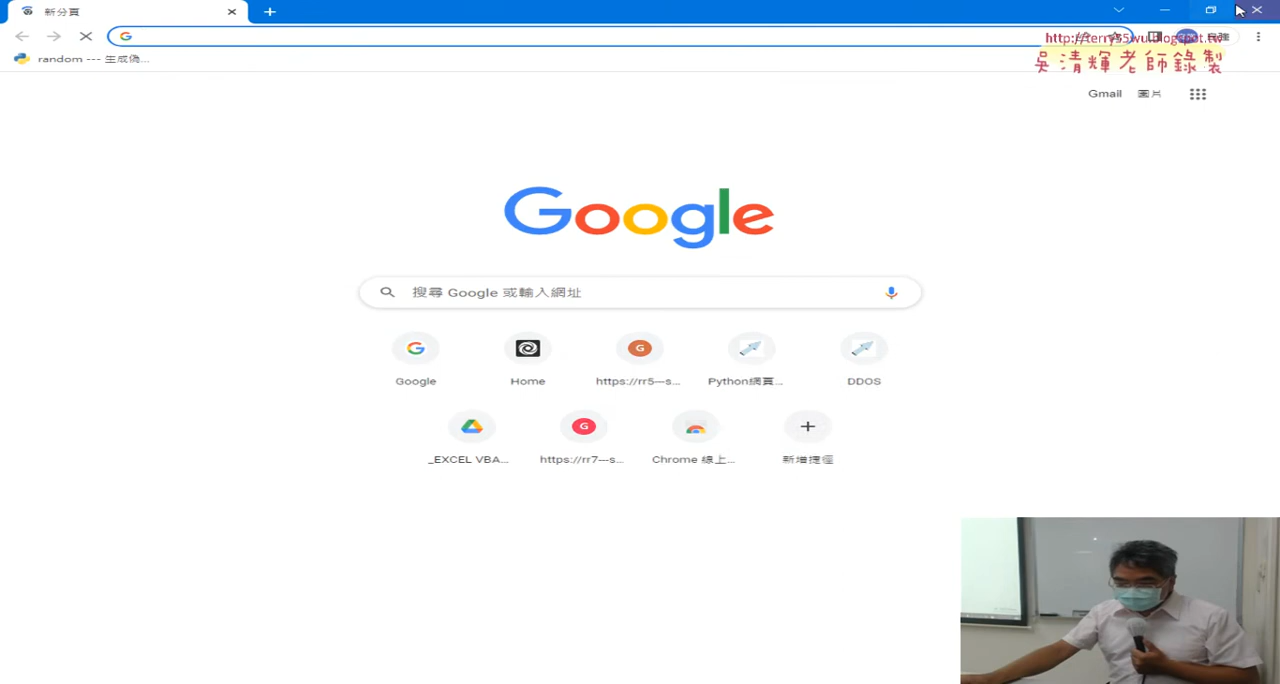 新分頁
http://terry55wu.blogspot.tw
吳清輝老師錄製
random --- 生成偽...
Gmail 圖片
Google
搜尋 Google 或輸入網址
G G
Google Home https://rr5---s... Python網頁... DDOS
G
_EXCEL VBA... https://rr7---s... Chrome 線上... 新增捷徑